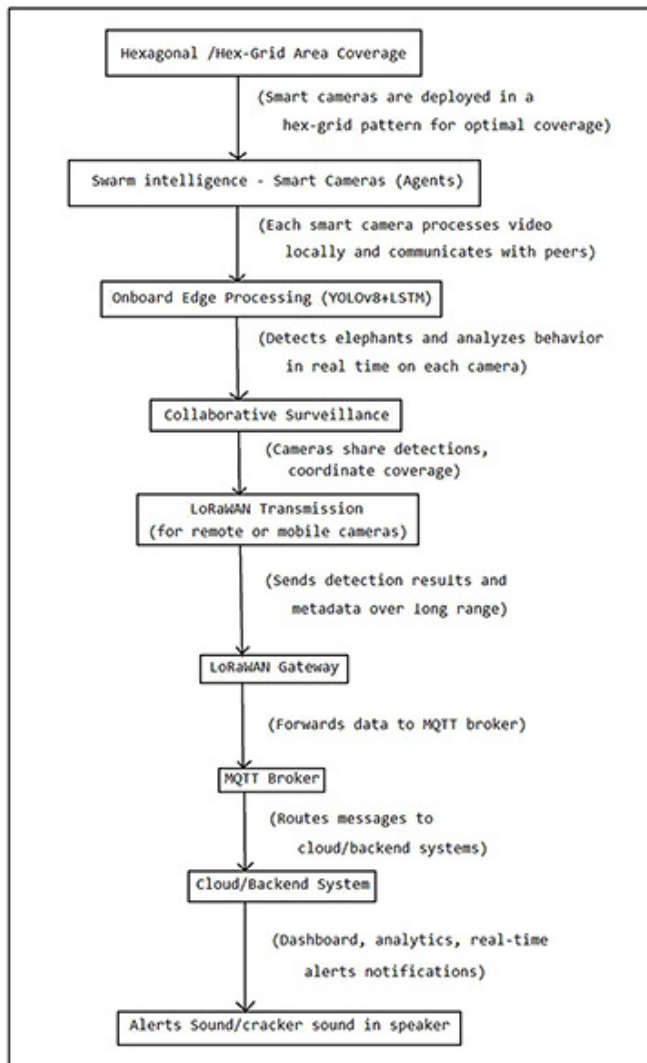 Hexagonal /Hex-Grid Area Coverage
(Smart cameras are deployed in a
hex-grid pattern for optimal coverage)
Swarm intelligence - Smart Cameras (Agents)
(Each smart camera processes video
locally and communicates with peers)
Onboard Edge Processing (YOLOv8+LSTM)
(Detects elephants and analyzes behavior
in real time on each camera)
Collaborative Surveillance
(Cameras share detections,
coordinate coverage)
LoRaWAN Transmission
(for remote or mobile cameras)
(Sends detection results and
metadata over long range)
LoRaWAN Gateway
(Forwards data to MQTT broker)
MQTT Broker
(Routes messages to
cloud/backend systems)
Cloud/Backend System
(Dashboard, analytics, real-time
alerts notifications)
Alerts Sound/cracker sound in speaker